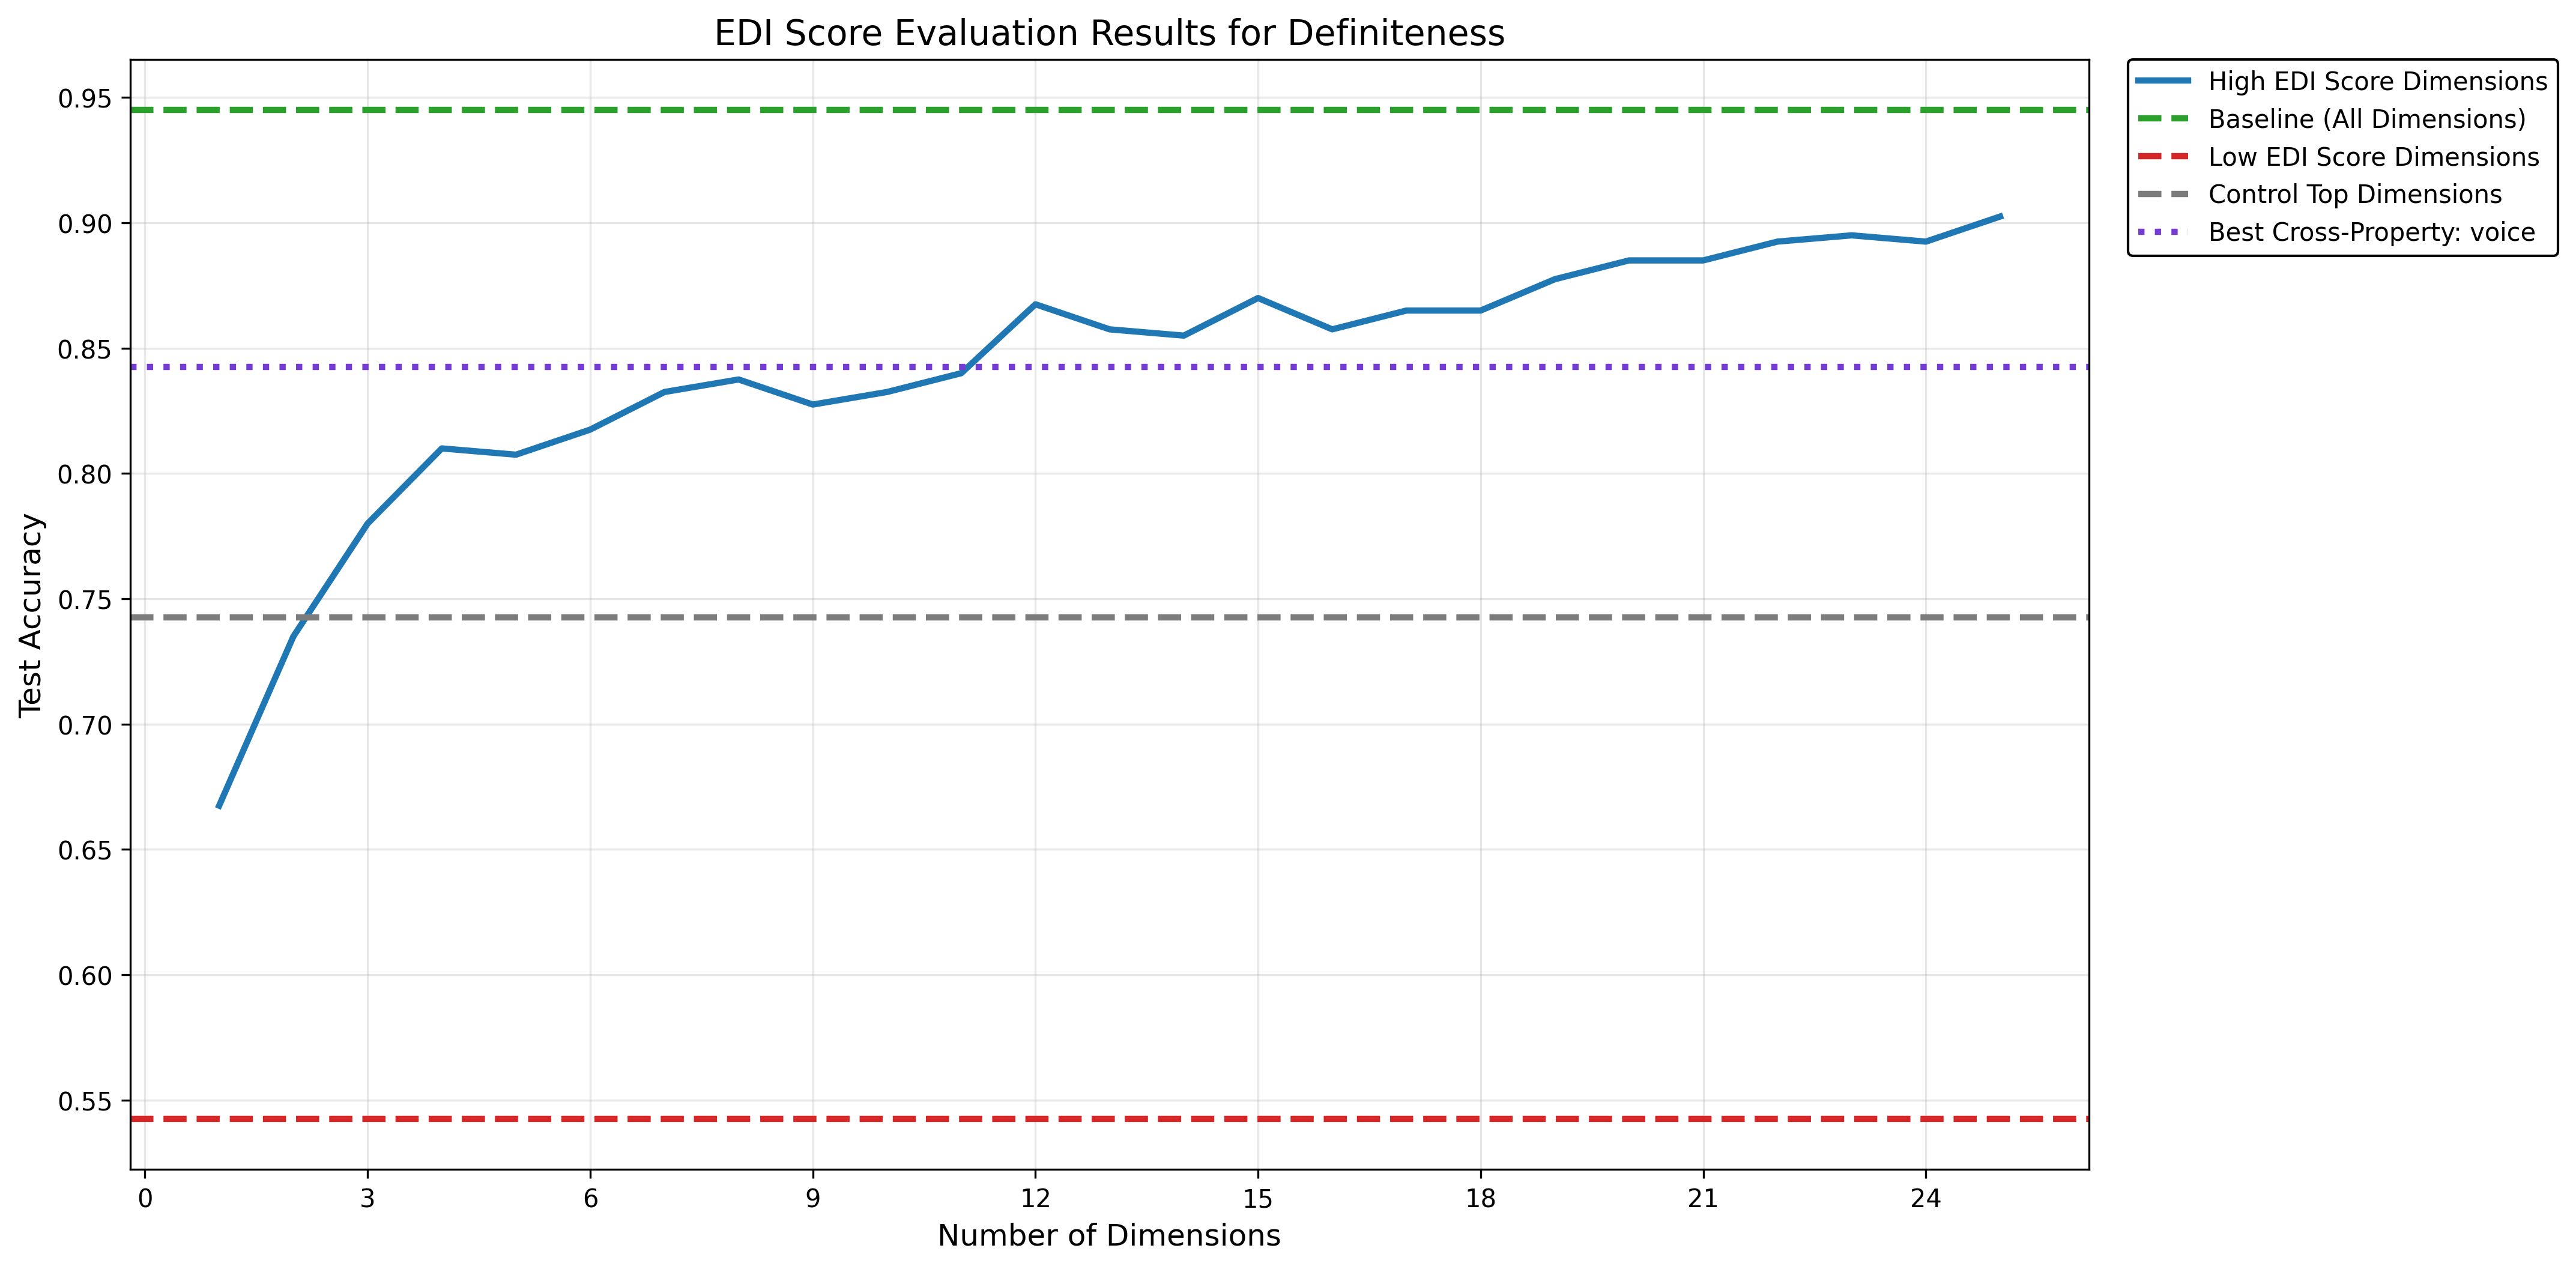 EDI Score Evaluation Results for Definiteness
High EDI Score Dimensions
Baseline (All Dimensions)
Low EDI Score Dimensions
Control Top Dimensions
Best Cross-Property: voice
Test Accuracy
0.95
0.90
0.85
0.80
0.75
0.70
0.65
0.60
0.55
0 3 6 9 12 15 18 21 24
Number of Dimensions